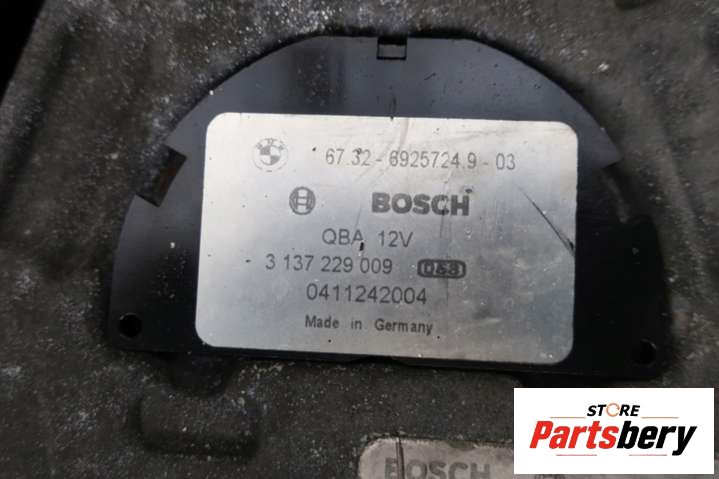 67.32 - 6925724.9 - 03
BOSCH
QBA 12V
3 137 229 009 Q&B
0411242004
Made in Germany
BOSCH
STORE
Partsbery